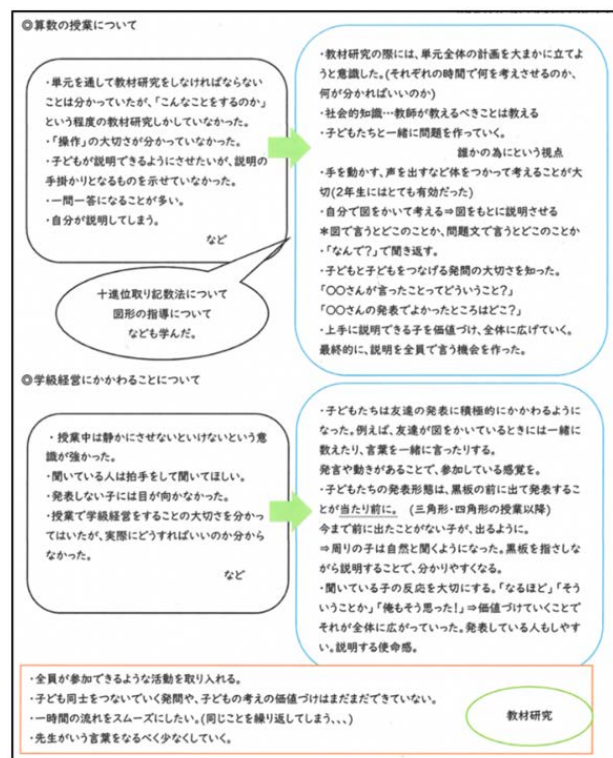 ◎算数の授業について
・単元を通して教材研究をしなければならない
ことは分かっていたが、「こんなことをするのか」
という程度の教材研究しかしていなかった。
・「操作」の大切さが分かっていなかった。
・子どもが説明できるようにさせたいが、説明の
手掛かりとなるものを示せていなかった。
・一問一答になることが多い。
・自分が説明してしまう。
など
十進位取り記数法について
図形の指導について
なども学んだ。
・教材研究の際には、単元全体の計画を大まかに立てよ
うと意識した。(それぞれの時間で何を考えさせるのか、
何が分かればいいのか)
・社会的知識…教師が教えるべきことは教える
・子どもたちと一緒に問題を作っていく。
誰かの為にという視点
・手を動かす、声を出すなど体をつかって考えることが大
切(2年生にはとても有効だった)
・自分で図をかいて考える⇒図をもとに説明させる
*図で言うとどこのことか、問題文で言うとどこのことか
・「なんで?」で聞き返す。
・子どもと子どもをつなげる発問の大切さを知った。
「〇〇さんが言ったことってどういうこと?」
「〇〇さんの発表でよかったところはどこ?」
・上手に説明できる子を価値づけ、全体に広げていく。
最終的に、説明を全員で言う機会を作った。
◎学級経営にかかわることについて
・授業中は静かにさせないといけないという意
識が強かった。
・聞いている人は拍手をして聞いてほしい。
・発表しない子には目が向かなかった。
・授業で学級経営をすることの大切さを分かっ
てはいたが、実際にどうすればいいのか分から
なかった。
など
・子どもたちは友達の発表に積極的にかかわるように
なった。例えば、友達が図をかいているときには一緒に
数えたり、言葉を一緒に言ったりする。
発言や動きがあることで、参加している感覚を。
・子どもたちの発表形態は、黒板の前に出て発表するこ
とが当たり前に。(三角形・四角形の授業以降)
今まで前に出たことがない子が、出るように。
⇒周りの子は自然と聞くようになった。黒板を指さしな
がら説明することで、分かりやすくなる。
・聞いている子の反応を大切にする。「なるほど」「そう
いうことか」「俺もそう思った!」⇒価値づけていくことで
それが全体に広がっていった。発表している人もしやす
い。説明する使命感。
・全員が参加できるような活動を取り入れる。
・子ども同士をつないでいく発問や、子どもの考えの価値づけはまだまだできていない。
・一時間の流れをスムーズにしたい。(同じことを繰り返してしまう、、、)
・先生がいう言葉をなるべく少なくしていく。
教材研究